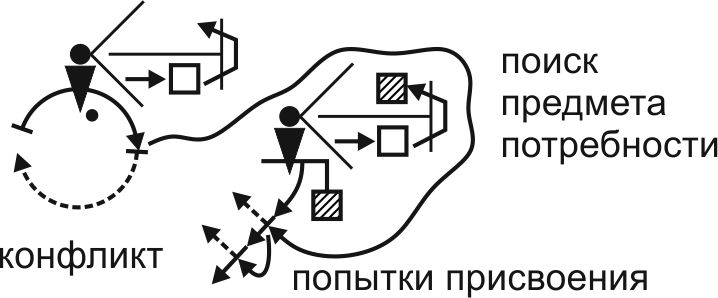 поиск
предмета
потребности
конфликт
попытки присвоения